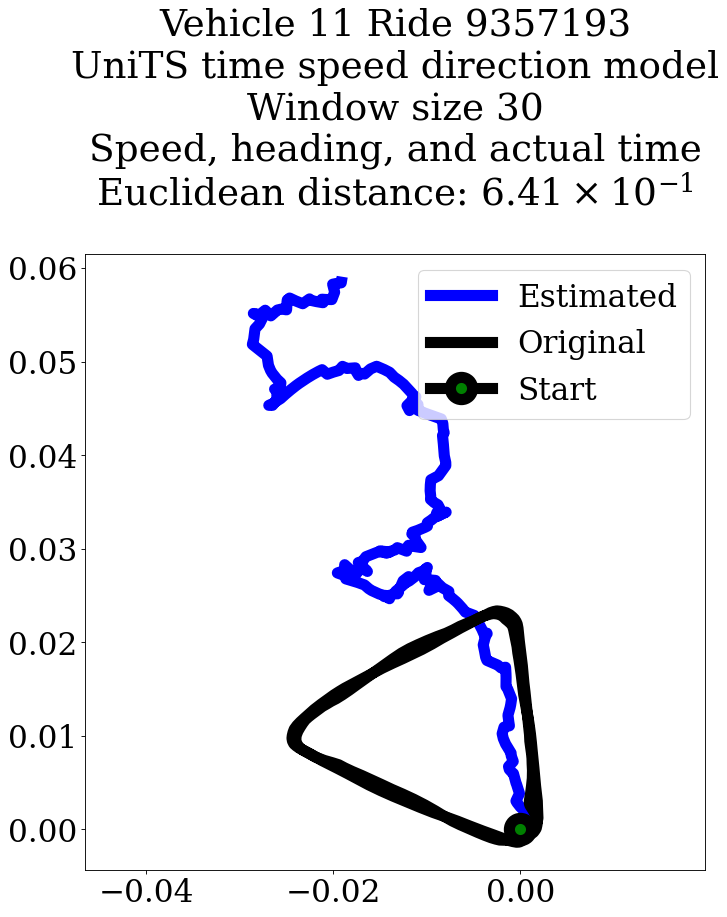 Vehicle 11 Ride 9357193
UniTS time speed direction model
Window size 30
Speed, heading, and actual time
Euclidean distance: 6.41 × 10⁻¹
Estimated
Original
Start
0.06
0.05
0.04
0.03
0.02
0.01
0.00
−0.04
−0.02
0.00